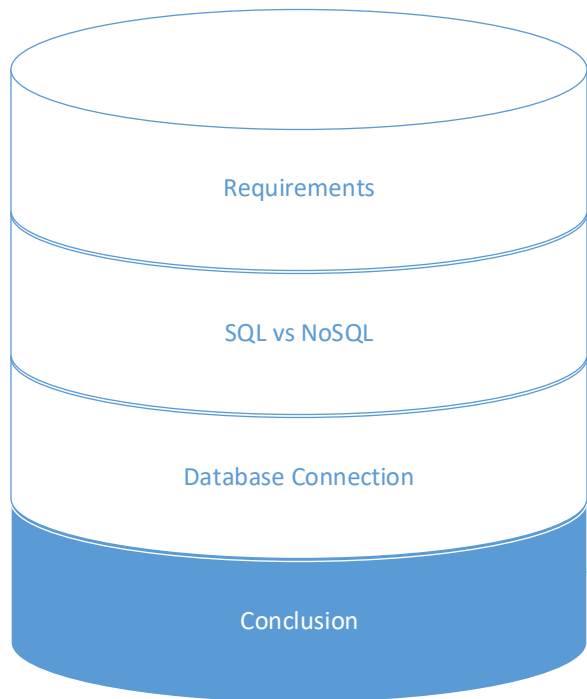 Requirements
SQL vs NoSQL
Database Connection
Conclusion